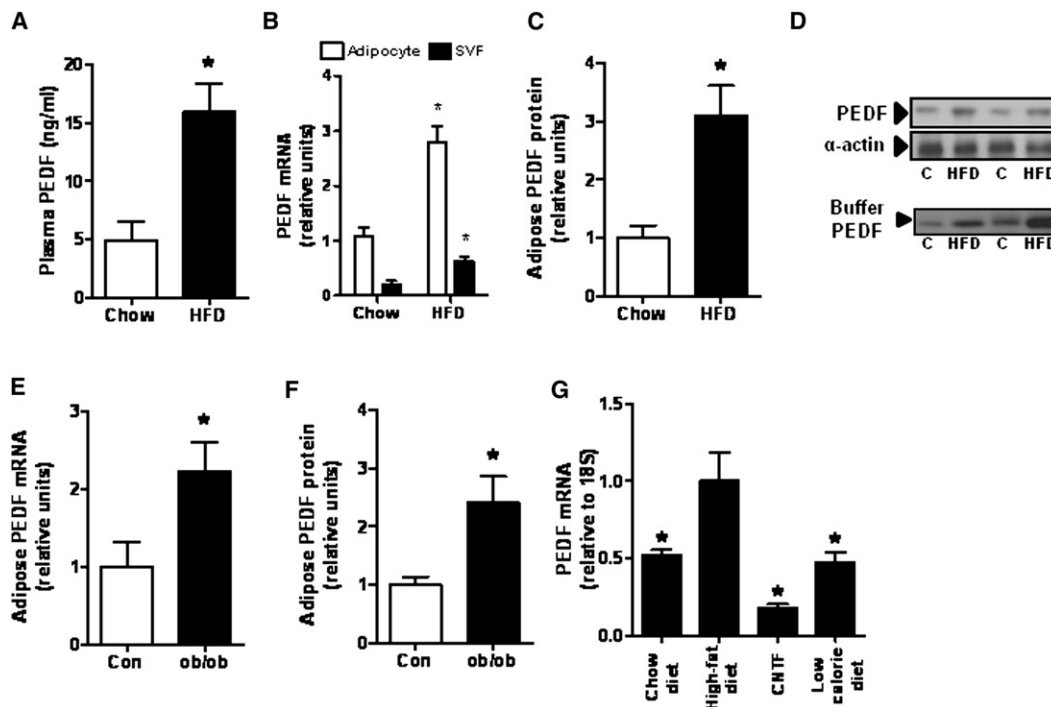 A
Plasma PEDF (ng/ml)
20
15
10
5
0
*
Chow HFD
B
Adipocyte SVF
PEDF mRNA
(relative units)
4
3
2
1
0
*
*
Chow HFD
C
Adipose PEDF protein
(relative units)
4
3
2
1
0
*
Chow HFD
D
PEDF
α-actin
C HFD C HFD
Buffer
PEDF
C HFD C HFD
E
Adipose PEDF mRNA
(relative units)
3
2
1
0
*
Con ob/ob
F
Adipose PEDF protein
(relative units)
4
3
2
1
0
*
Con ob/ob
G
PEDF mRNA
(relative to 18S)
1.5
1.0
0.5
0.0
*
*
*
Chow
diet
High-fat diet
CNTF
Low
calorie
diet